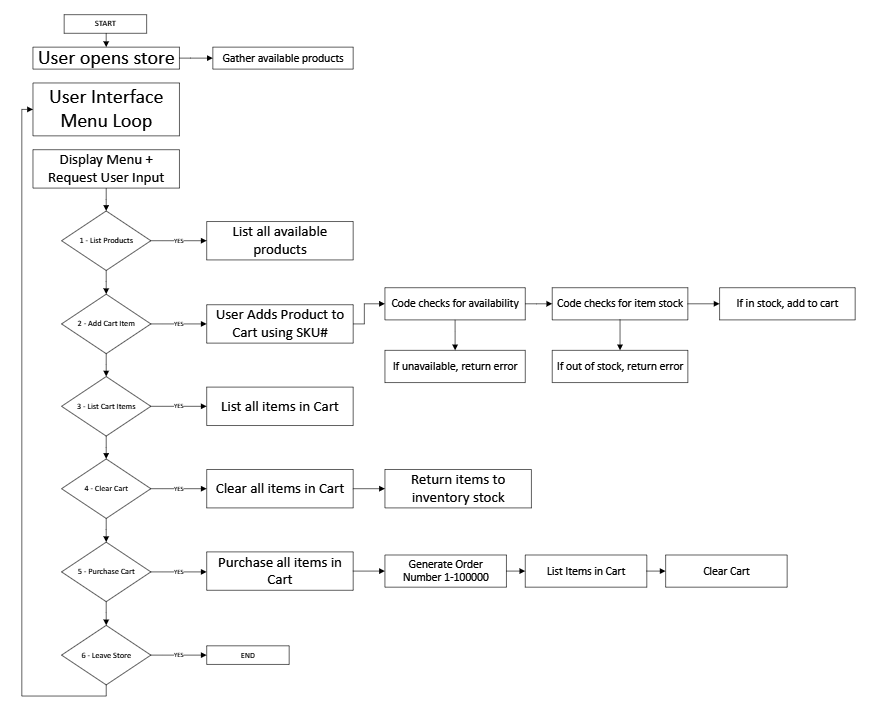 START
User opens store
Gather available products
User Interface
Menu Loop
Display Menu +
Request User Input
1 - List Products
YES
List all available
products
2 - Add Cart Item
YES
User Adds Product to
Cart using SKU#
Code checks for availability
Code checks for item stock
If in stock, add to cart
If unavailable, return error
If out of stock, return error
3 - List Cart Items
YES
List all items in Cart
4 - Clear Cart
YES
Clear all items in Cart
Return items to
inventory stock
5 - Purchase Cart
YES
Purchase all items in
Cart
Generate Order
Number 1-100000
List Items in Cart
Clear Cart
6 - Leave Store
YES
END